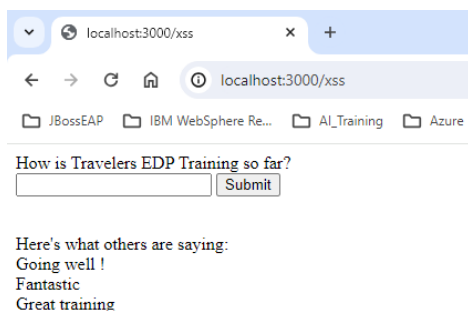 localhost:3000/xss
localhost:3000/xss
JBossEAP IBM WebSphere Re... AI_Training Azure
How is Travelers EDP Training so far?
Submit
Here's what others are saying:
Going well !
Fantastic
Great training